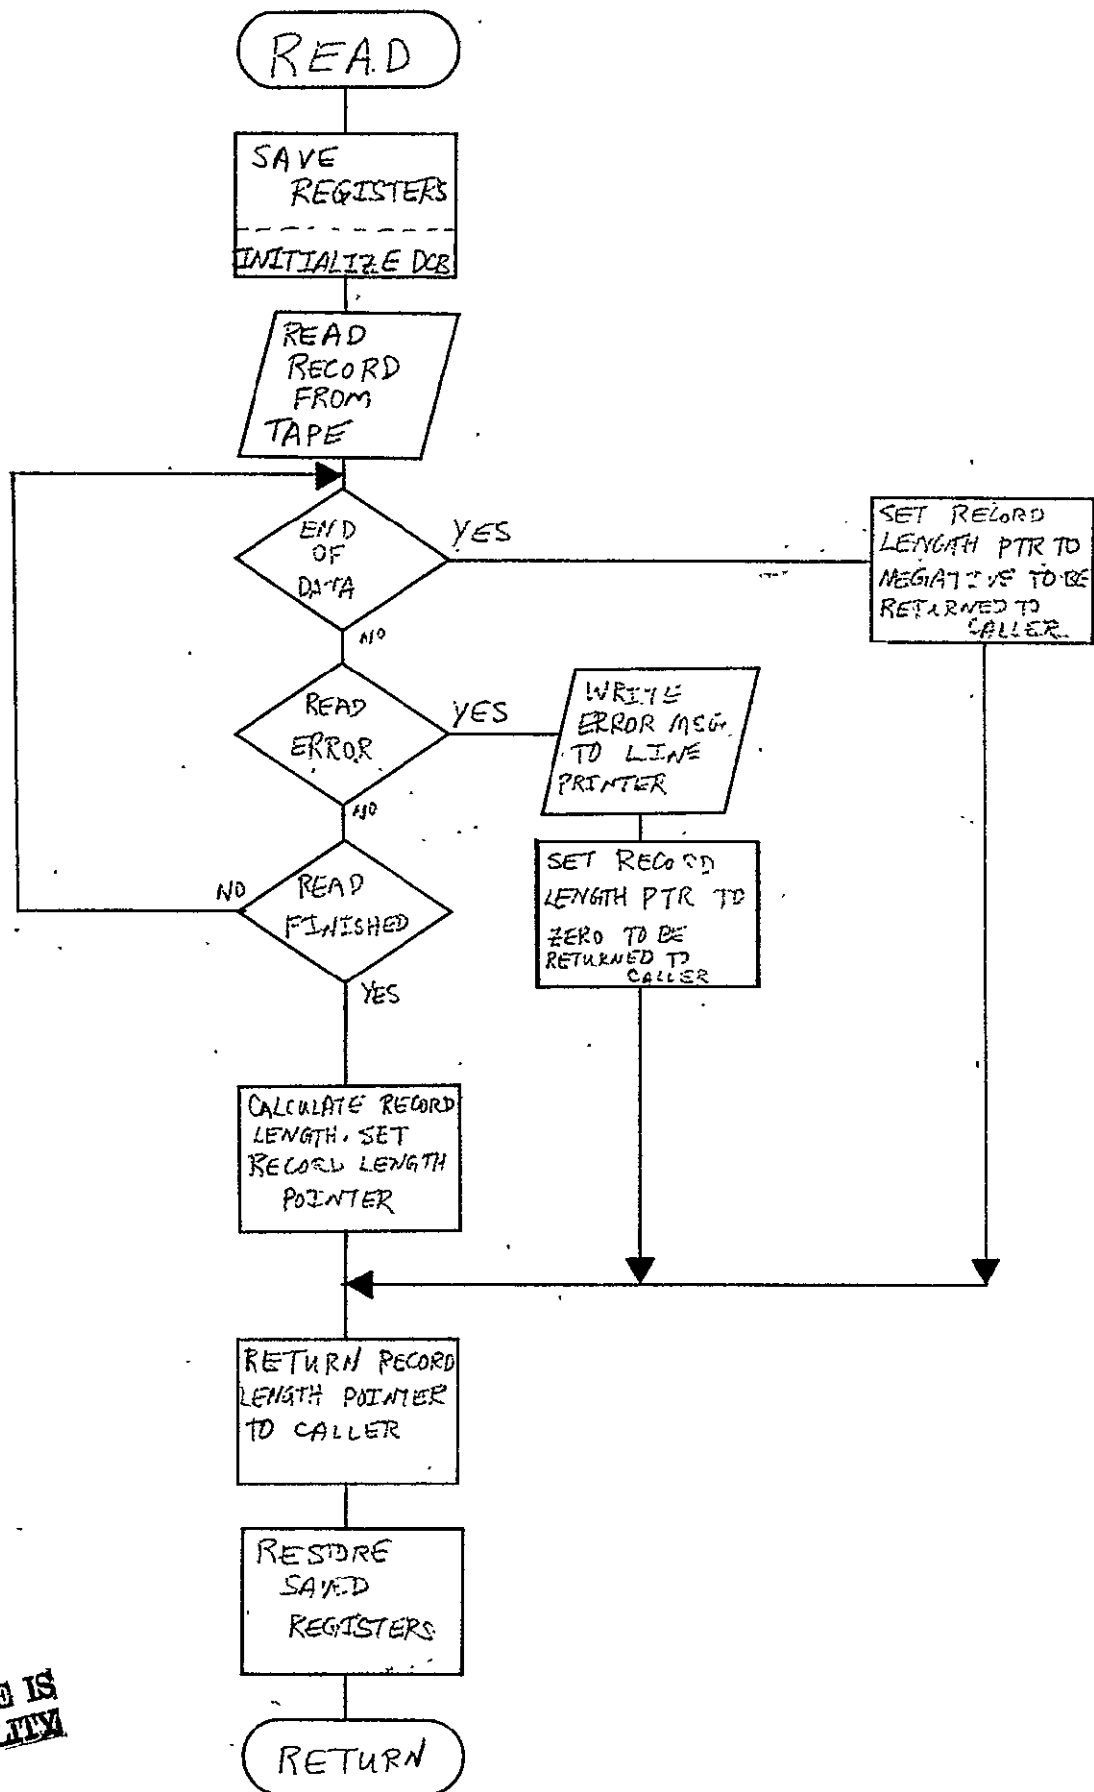 READ
SAVE
REGISTERS
INITIALIZE DCB
READ
RECORD
FROM
TAPE
END
OF
DATA
YES
NO
SET RECORD
LENGTH PTR TO
NEGATIVE TO BE
RETURNED TO
CALLER
READ
ERROR
YES
NO
WRITE
ERROR MSG.
TO LINE
PRINTER
SET RECORD
LENGTH PTR TO
ZERO TO BE
RETURNED TO
CALLER
READ
FINISHED
NO
YES
CALCULATE RECORD
LENGTH. SET
RECORD LENGTH
POINTER
RETURN RECORD
LENGTH POINTER
TO CALLER
RESTORE
SAVED
REGISTERS
E IS
LITY
RETURN